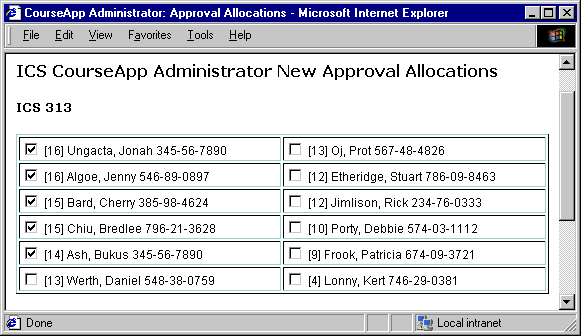 CourseApp Administrator: Approval Allocations - Microsoft Internet Explorer
File Edit View Favorites Tools Help
ICS CourseApp Administrator New Approval Allocations
ICS 313
[16] Ungacta, Jonah 345-56-7890 [13] Oj, Prot 567-48-4826
[16] Algoe, Jenny 546-89-0897 [12] Etheridge, Stuart 786-09-8463
[15] Bard, Cherry 385-98-4624 [12] Jimlison, Rick 234-76-0333
[15] Chiu, Bredlee 796-21-3628 [10] Porty, Debbie 574-03-1112
[14] Ash, Bukus 345-56-7890 [9] Frook, Patricia 674-09-3721
[13] Werth, Daniel 548-38-0759 [4] Lonny, Kert 746-29-0381
Done Local intranet